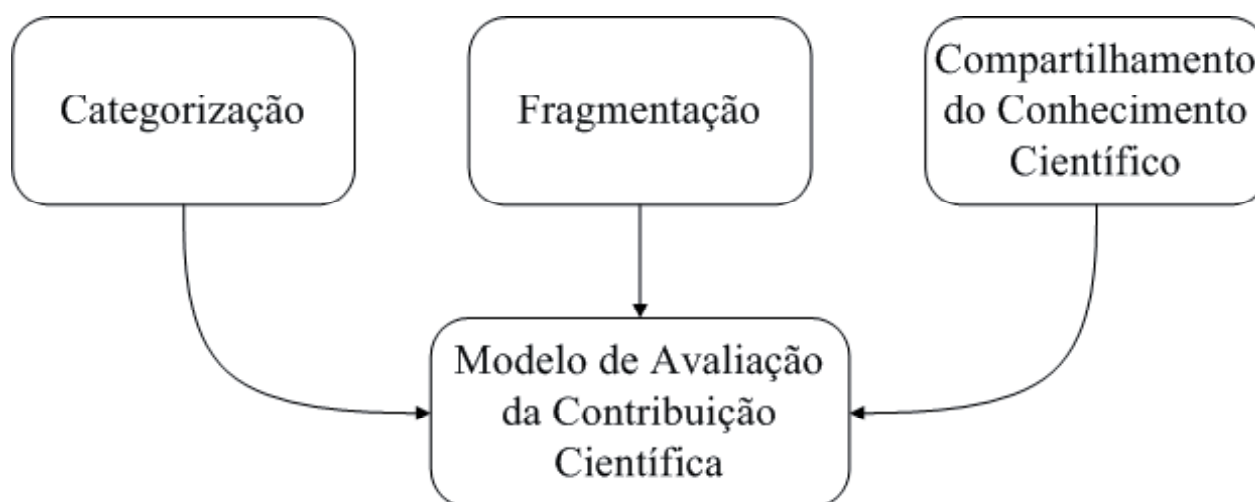 Categorização
Fragmentação
Compartilhamento
do Conhecimento
Científico
Modelo de Avaliação
da Contribuição
Científica